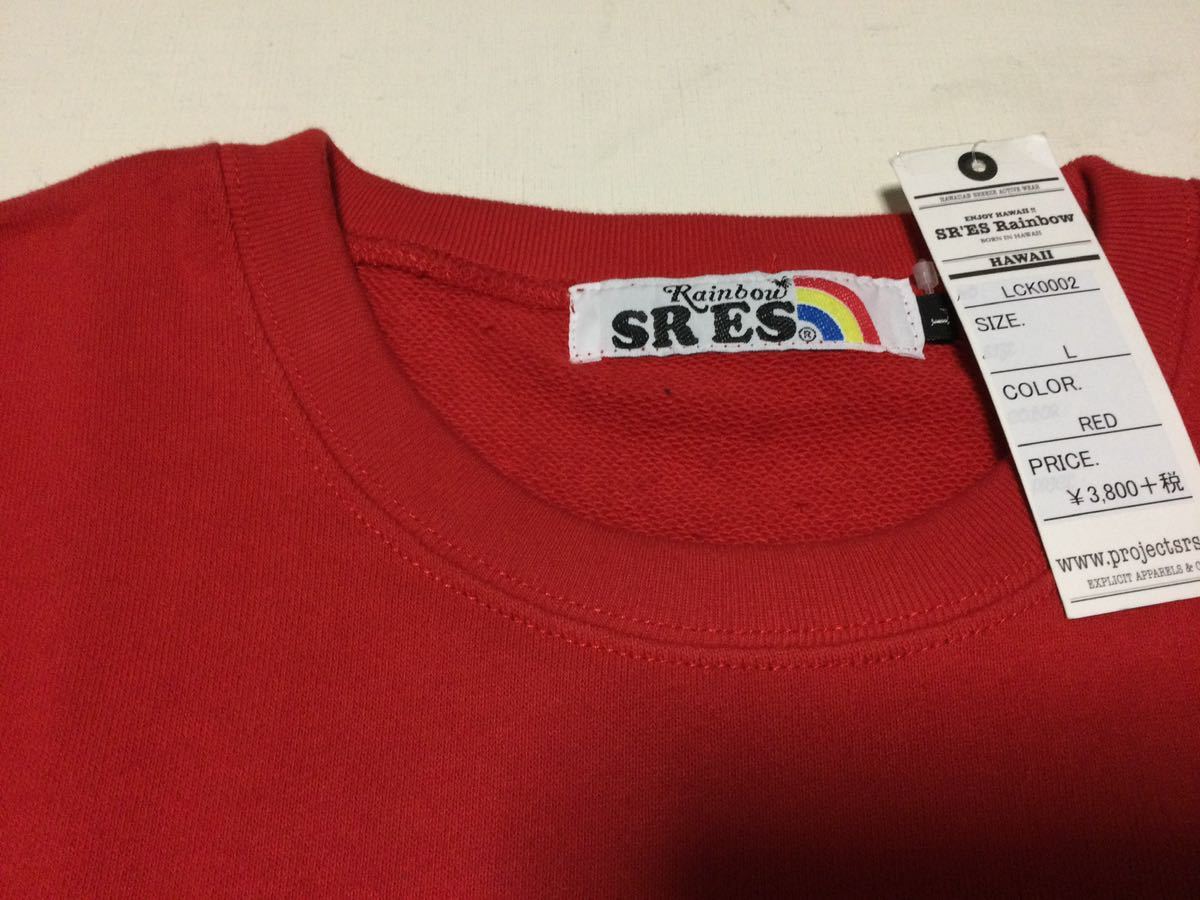 Rainbow
SR ES®
L
HAWAIIAN BREEZE ACTIVE WEAR
ENJOY HAWAII !!
SR'ES Rainbow
BORN IN HAWAII
HAWAII
LCK0002
SIZE.
L
COLOR.
RED
PRICE.
¥3,800+税
www.projectsrs
EXPLICIT APPARELS & C